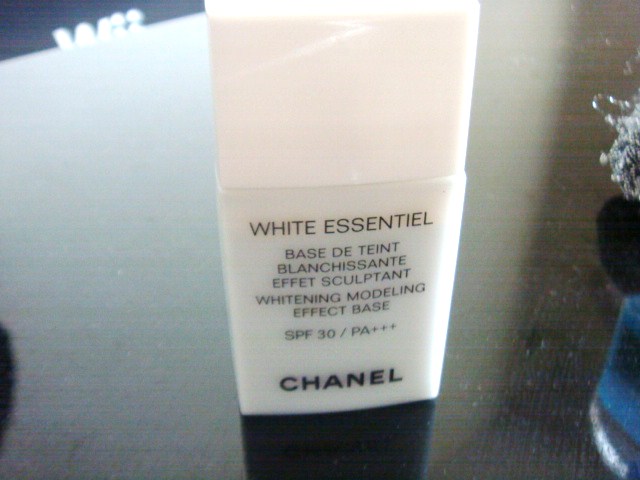 WHITE ESSENTIEL
BASE DE TEINT
BLANCHISSANTE
EFFET SCULPTANT
WHITENING MODELING
EFFECT BASE
SPF 30 / PA+++
CHANEL